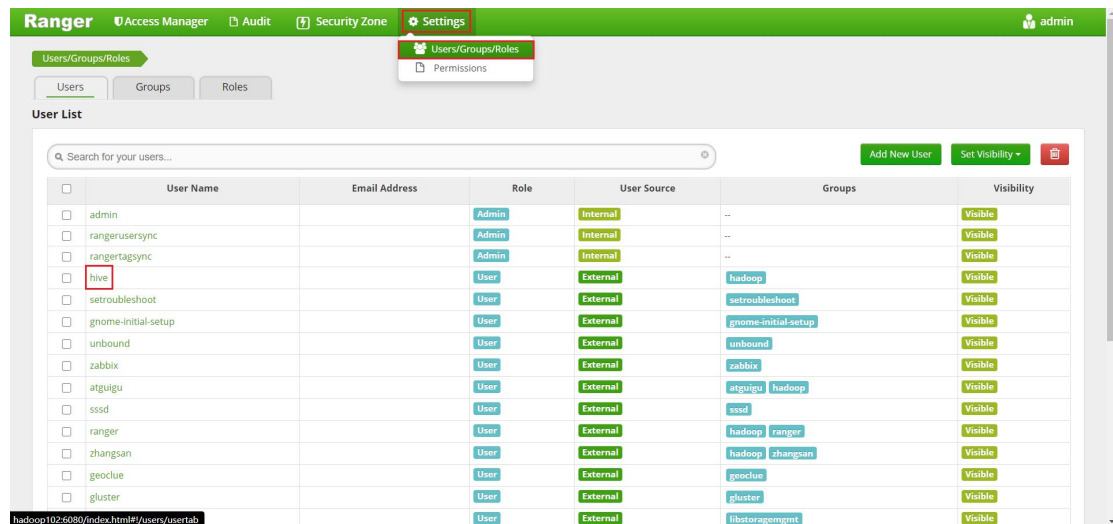 Ranger Access Manager Audit Security Zone Settings admin
Users/Groups/Roles
Permissions
Users/Groups/Roles
Users Groups Roles
User List
Search for your users... Add New User Set Visibility
User Name Email Address Role User Source Groups Visibility
admin Admin Internal -- Visible
rangerusersync Admin Internal -- Visible
rangertagsync Admin Internal -- Visible
hive User External hadoop Visible
setroubleshoot User External setroubleshoot Visible
gnome-initial-setup User External gnome-initial-setup Visible
unbound User External unbound Visible
zabbix User External zabbix Visible
atguigu User External atguigu hadoop Visible
sssd User External sssd Visible
ranger User External hadoop ranger Visible
zhangsan User External hadoop zhangsan Visible
geoclue User External geoclue Visible
gluster User External gluster Visible
User External libstoragemgmt Visible
hadoop102:6080/index.html#!/users/usertab